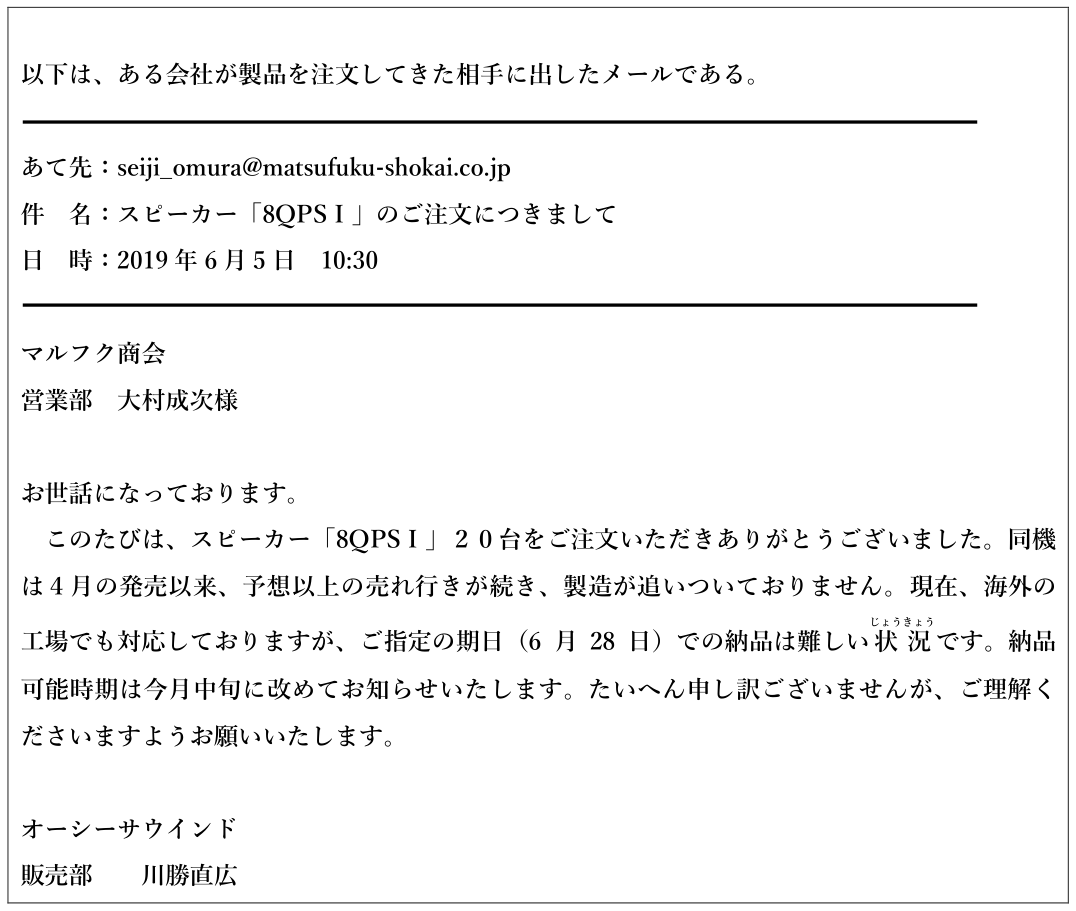 以下は、ある会社が製品を注文してきた相手に出したメールである。
あて先：seiji_omura@matsufuku-shokai.co.jp
件　名：スピーカー「8QPSⅠ」のご注文につきまして
日　時：2019 年 6 月 5 日　10:30
マルフク商会
営業部　大村成次様
お世話になっております。
　このたびは、スピーカー「8QPSⅠ」２０台をご注文いただきありがとうございました。同機
は 4 月の発売以来、予想以上の売れ行きが続き、製造が追いついておりません。現在、海外の
じょうきょう
工場でも対応しておりますが、ご指定の期日（6 月 28 日）での納品は難しい状況です。納品
可能時期は今月中旬に改めてお知らせいたします。たいへん申し訳ございませんが、ご理解く
ださいますようお願いいたします。
オーシーサウインド
販売部　　川勝直広